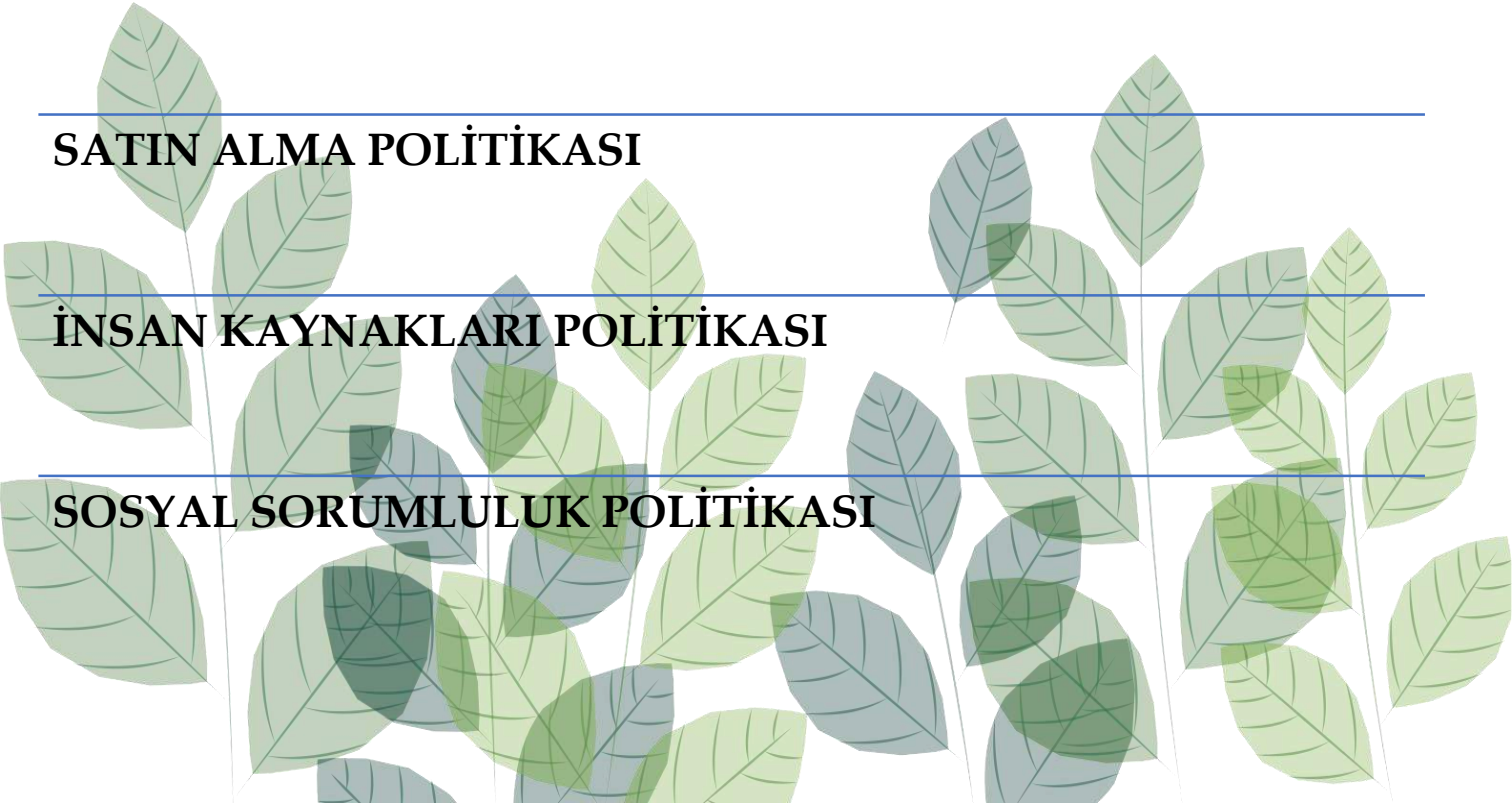 SATIN ALMA POLİTİKASI
İNSAN KAYNAKLARI POLİTİKASI
SOSYAL SORUMLULUK POLİTİKASI